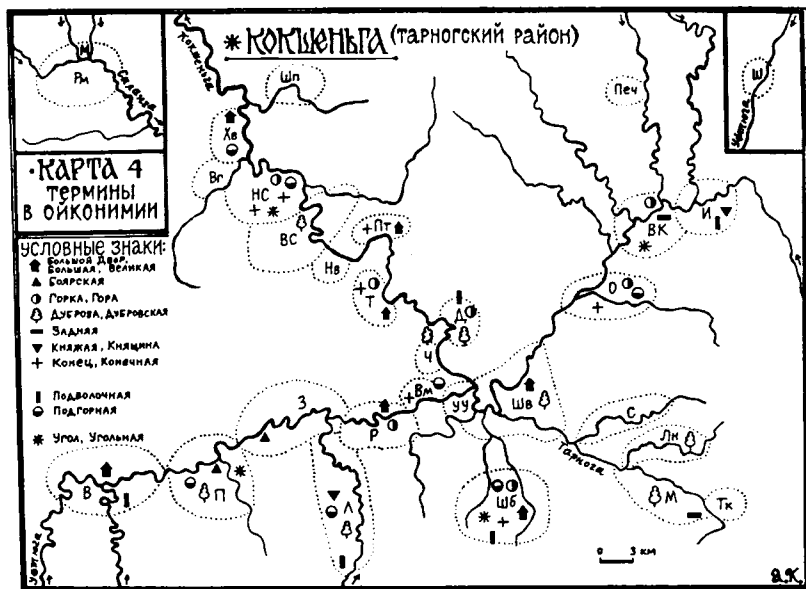 КОКШЕНЬГА (ТАРНОГСКИЙ РАЙОН)
М
Рм
Кокшеньга
Шп
Печ
Ш
Уфтюга
КАРТА 4
ТЕРМИНЫ
В ОЙКОНИМИИ
Хв
Вг
НС
ВС
Пт
Нв
Т
Д
Ч
ВК
И
О
УСЛОВНЫЕ ЗНАКИ:
БОЛЬШОЙ ДВОР,
БОЛЬШАЯ, ВЕЛИКАЯ
БОЯРСКАЯ
ГОРКА, ГОРА
ДУБРОВА, ДУБРОВСКАЯ
ЗАДНЯЯ
КНЯЖАЯ, КНЯЩИНА
КОНЕЦ, КОНЕЧНАЯ
ПОДВОЛОЧНАЯ
ПОДГОРНАЯ
УГОЛ, УГОЛЬНАЯ
Вм
УУ
Шв
З
Р
С
Лн
Тарнога
В
П
Л
Шб
М
Тк
Уфтюга
0 3 км
Я.К.